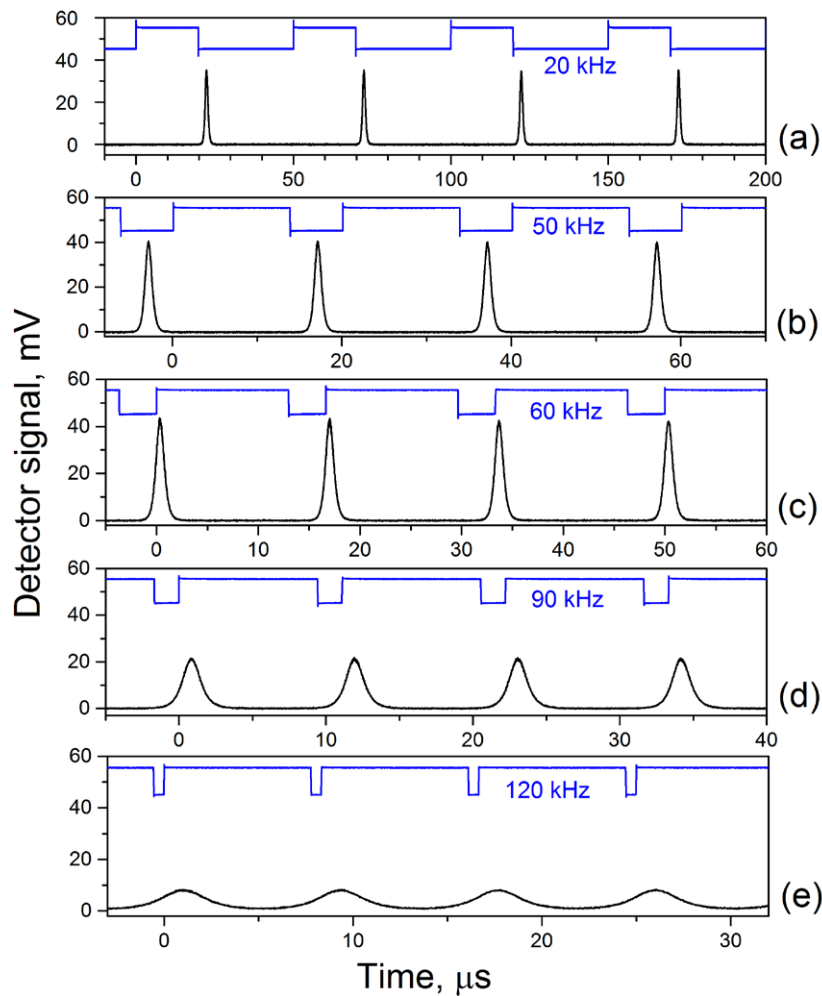 60
40
20
0
20 kHz
(a)
0 50 100 150 200
60
40
20
0
50 kHz
(b)
0 20 40 60
Detector signal, mV
60
40
20
0
60 kHz
(c)
0 10 20 30 40 50 60
60
40
20
0
90 kHz
(d)
0 10 20 30 40
60
40
20
0
120 kHz
(e)
0 10 20 30
Time, μs